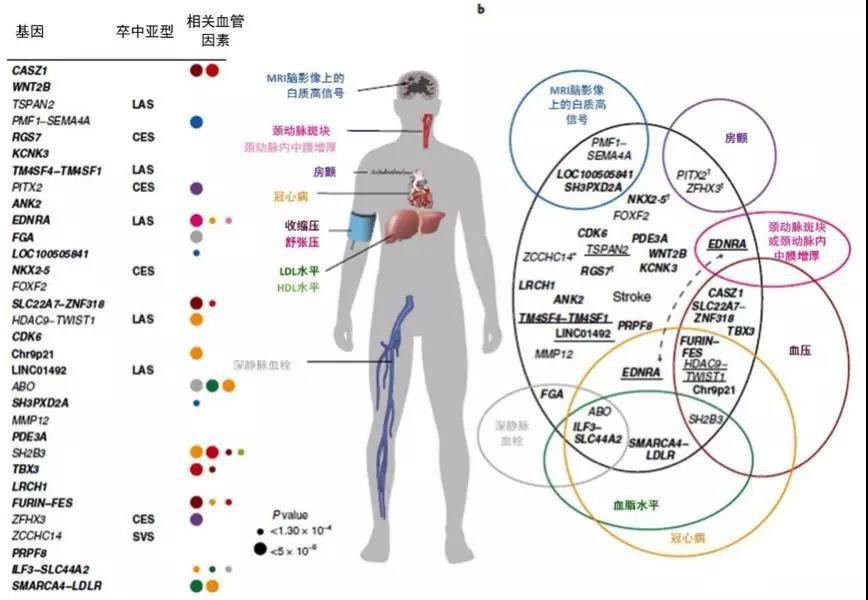 基因
卒中亚型
相关血管
因素
CASZ1
WNT2B
TSPAN2 LAS
PMF1–SEMA4A
RGS7 CES
KCNK3
TM4SF4–TM4SF1 LAS
PITX2 CES
ANK2
EDNRA LAS
FGA
LOC100505841
NKX2-5 CES
FOXF2
SLC22A7–ZNF318
HDAC9–TWIST1 LAS
CDK6
Chr9p21
LINC01492 LAS
ABO
SH3PXD2A
MMP12
PDE3A
SH2B3
TBX3
LRCH1
FURIN–FES
ZFHX3 CES
ZCCHC14 SVS
PRPF8
ILF3–SLC44A2
SMARCA4–LDLR
MRI脑影像上的
白质高信号
颈动脉斑块
颈动脉内中膜增厚
房颤
冠心病
收缩压
舒张压
LDL水平
HDL水平
深静脉血栓
P value
<1.30 × 10⁻⁴
<5 × 10⁻⁸
b
MRI脑影像
上的白质高
信号
PMF1–
SEMA4A
LOC100505841
SH3PXD2A
房颤
PITX2†
ZFHX3†
NKX2-5†
FOXF2
CDK6
TSPAN2
PDE3A
WNT2B
KCNK3
ZCCHC14*
RGS7†
LRCH1
ANK2
Stroke
TM4SF4–TM4SF1
LINC01492
PRPF8
MMP12
EDNRA
颈动脉斑块
或颈动脉内
中膜增厚
CASZ1
SLC22A7–
ZNF318
TBX3
FURIN–
FES
HDAC9–
TWIST1
Chr9p21
血压
EDNRA
FGA
ABO
ILF3–
SLC44A2
SH2B3
SMARCA4–
LDLR
深静脉
血栓
血脂水平
冠心病